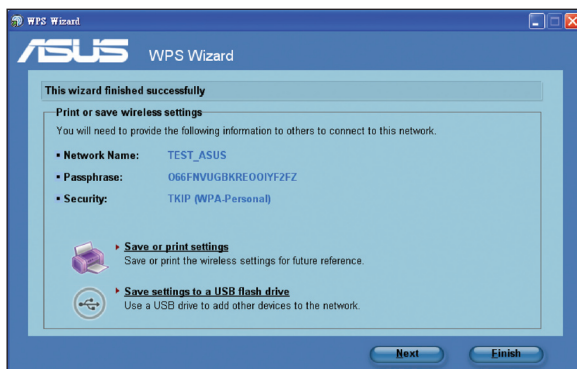 WPS Wizard
ASUS WPS Wizard
This wizard finished successfully
Print or save wireless settings
You will need to provide the following information to others to connect to this network.
Network Name: TEST_ASUS
Passphrase: O66FNVUGBKREOOIYF2FZ
Security: TKIP (WPA-Personal)
Save or print settings
Save or print the wireless settings for future reference.
Save settings to a USB flash drive
Use a USB drive to add other devices to the network.
Next Finish